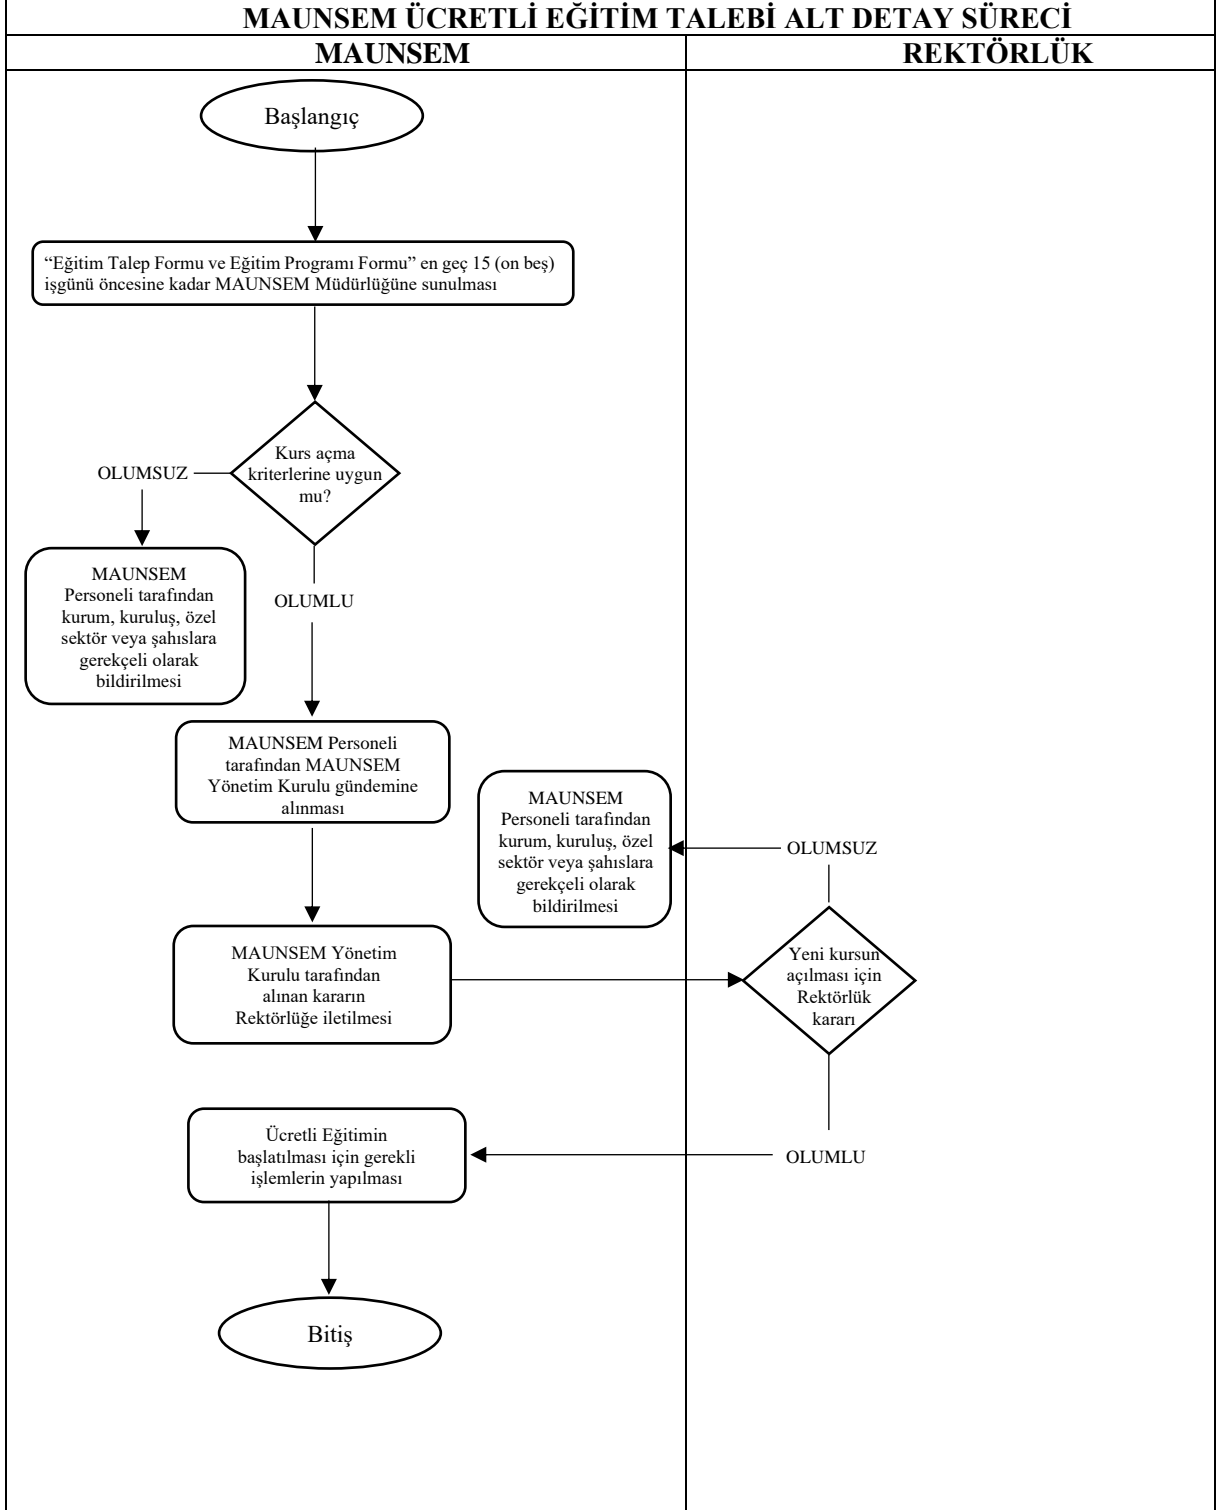 MAUNSEM ÜCRETLİ EĞİTİM TALEBİ ALT DETAY SÜRECİ
MAUNSEM
REKTÖRLÜK
Başlangıç
“Eğitim Talep Formu ve Eğitim Programı Formu” en geç 15 (on beş)
işgünü öncesine kadar MAUNSEM Müdürlüğüne sunulması
Kurs açma
kriterlerine uygun
mu?
OLUMSUZ
MAUNSEM
Personeli tarafından
kurum, kuruluş, özel
sektör veya şahıslara
gerekçeli olarak
bildirilmesi
OLUMLU
MAUNSEM Personeli
tarafından MAUNSEM
Yönetim Kurulu gündemine
alınması
MAUNSEM
Personeli tarafından
kurum, kuruluş, özel
sektör veya şahıslara
gerekçeli olarak
bildirilmesi
OLUMSUZ
MAUNSEM Yönetim
Kurulu tarafından
alınan kararın
Rektörlüğe iletilmesi
Yeni kursun
açılması için
Rektörlük
kararı
Ücretli Eğitimin
başlatılması için gerekli
işlemlerin yapılması
OLUMLU
Bitiş